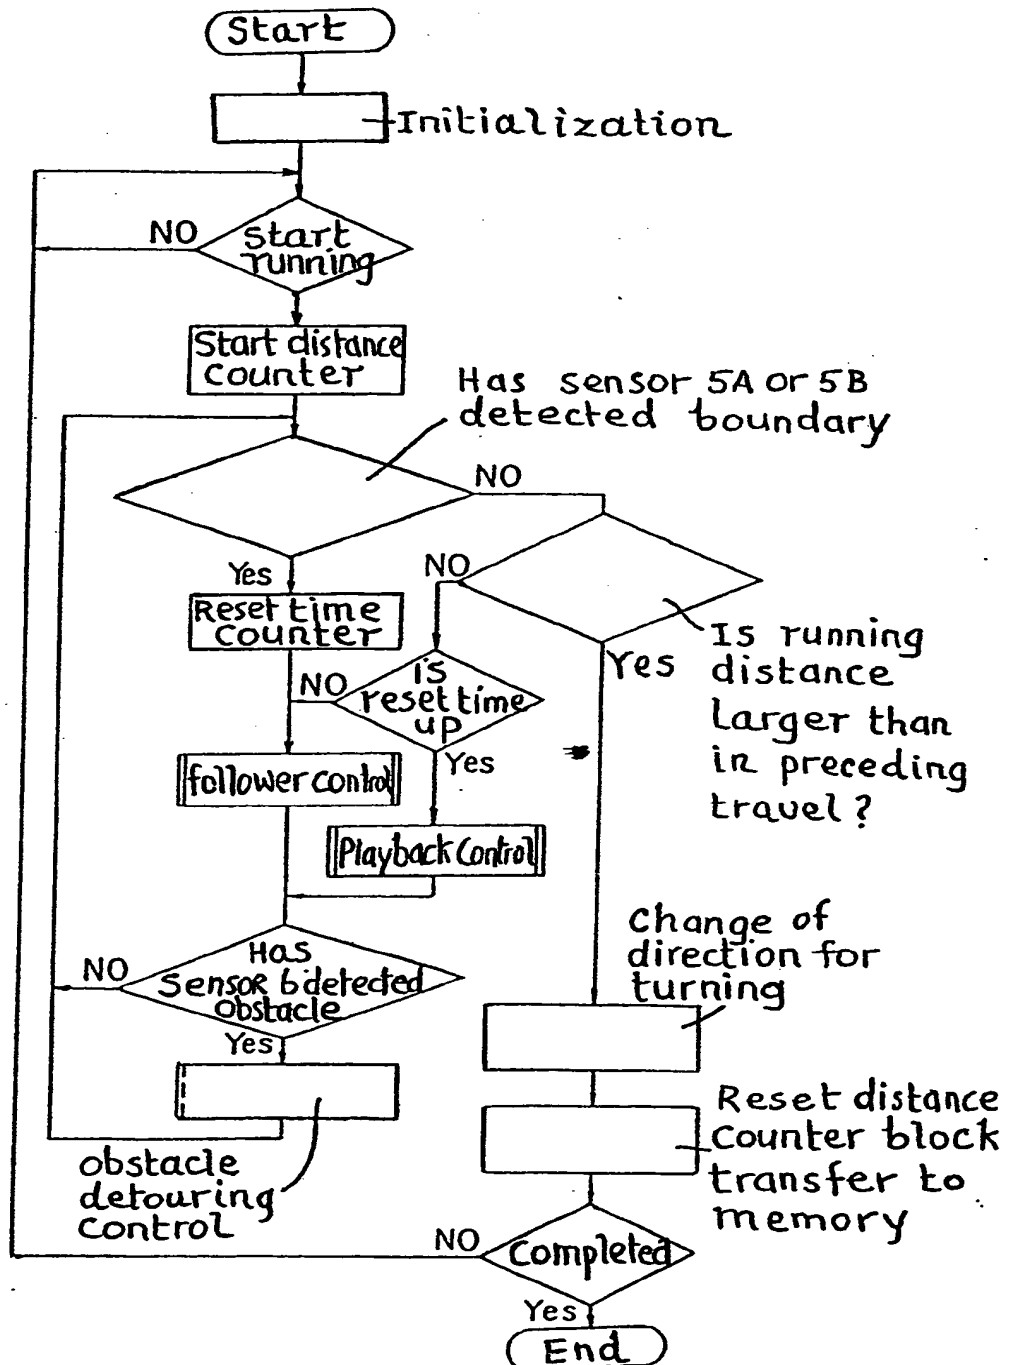 Start
Initialization
NO
Start
running
Start distance
counter
Has sensor 5A or 5B
detected boundary
NO
Yes
NO
Reset time
counter
Is running
distance
larger than
in preceding
travel?
Yes
NO
is
reset time
up
Yes
follower control
Playback Control
Change of
direction for
turning
NO
Has
Sensor 6 detected
obstacle
Yes
Reset distance
counter block
transfer to
memory
obstacle
detouring
control
NO
Completed
Yes
End